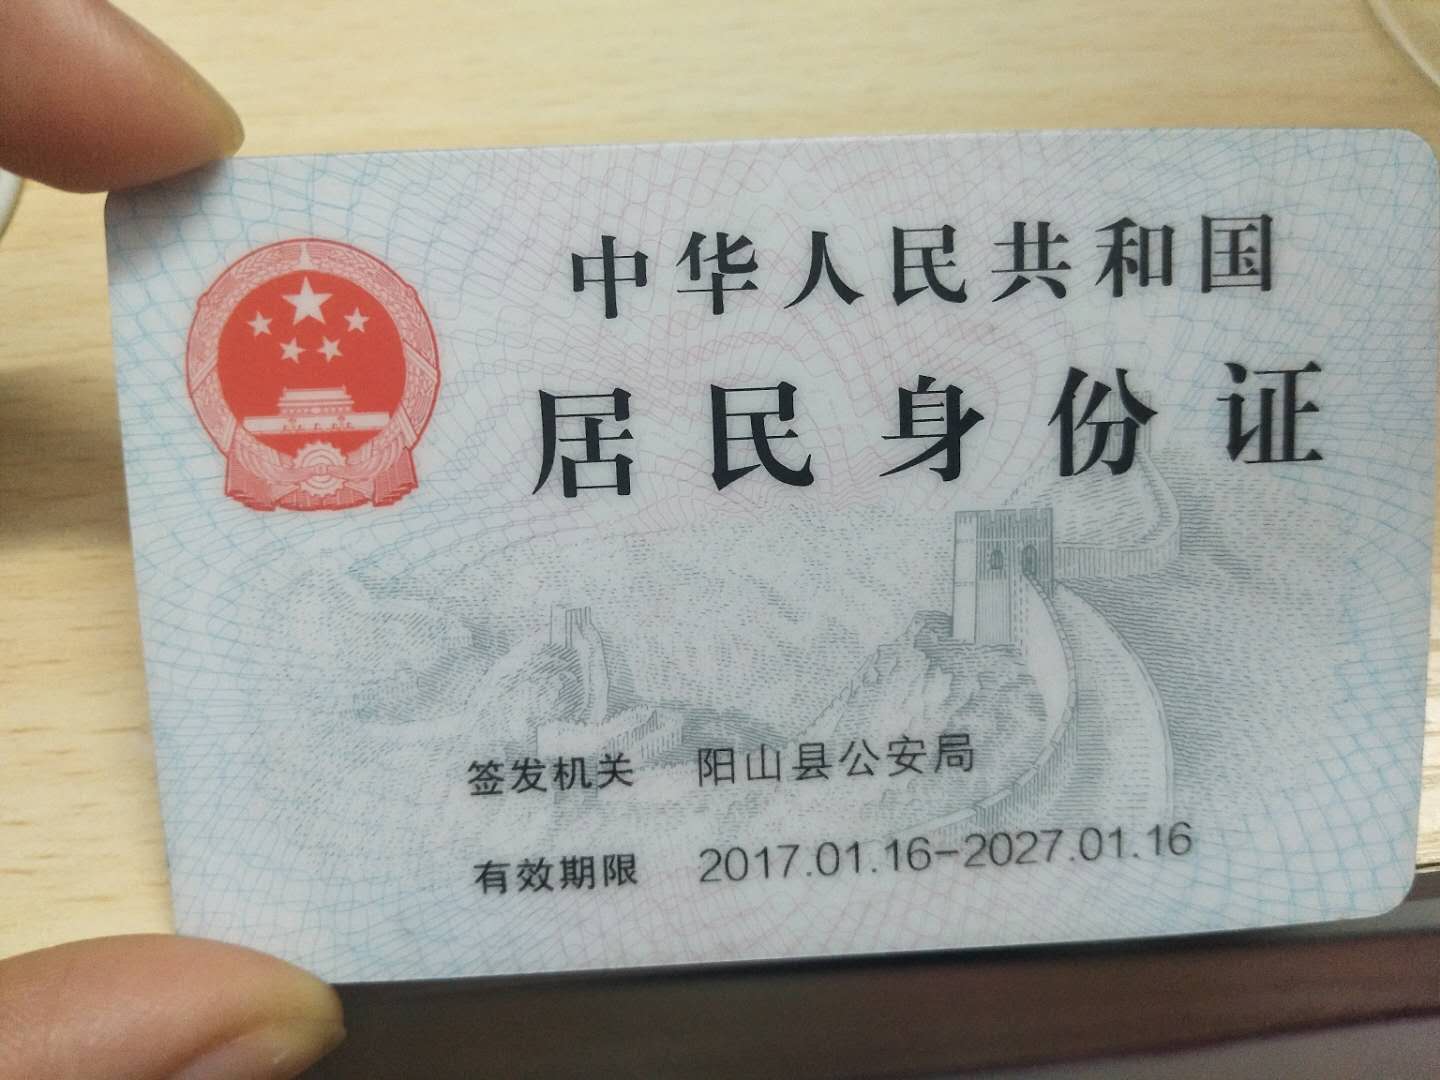 中华人民共和国
居民身份证
签发机关 阳山县公安局
有效期限 2017.01.16-2027.01.16